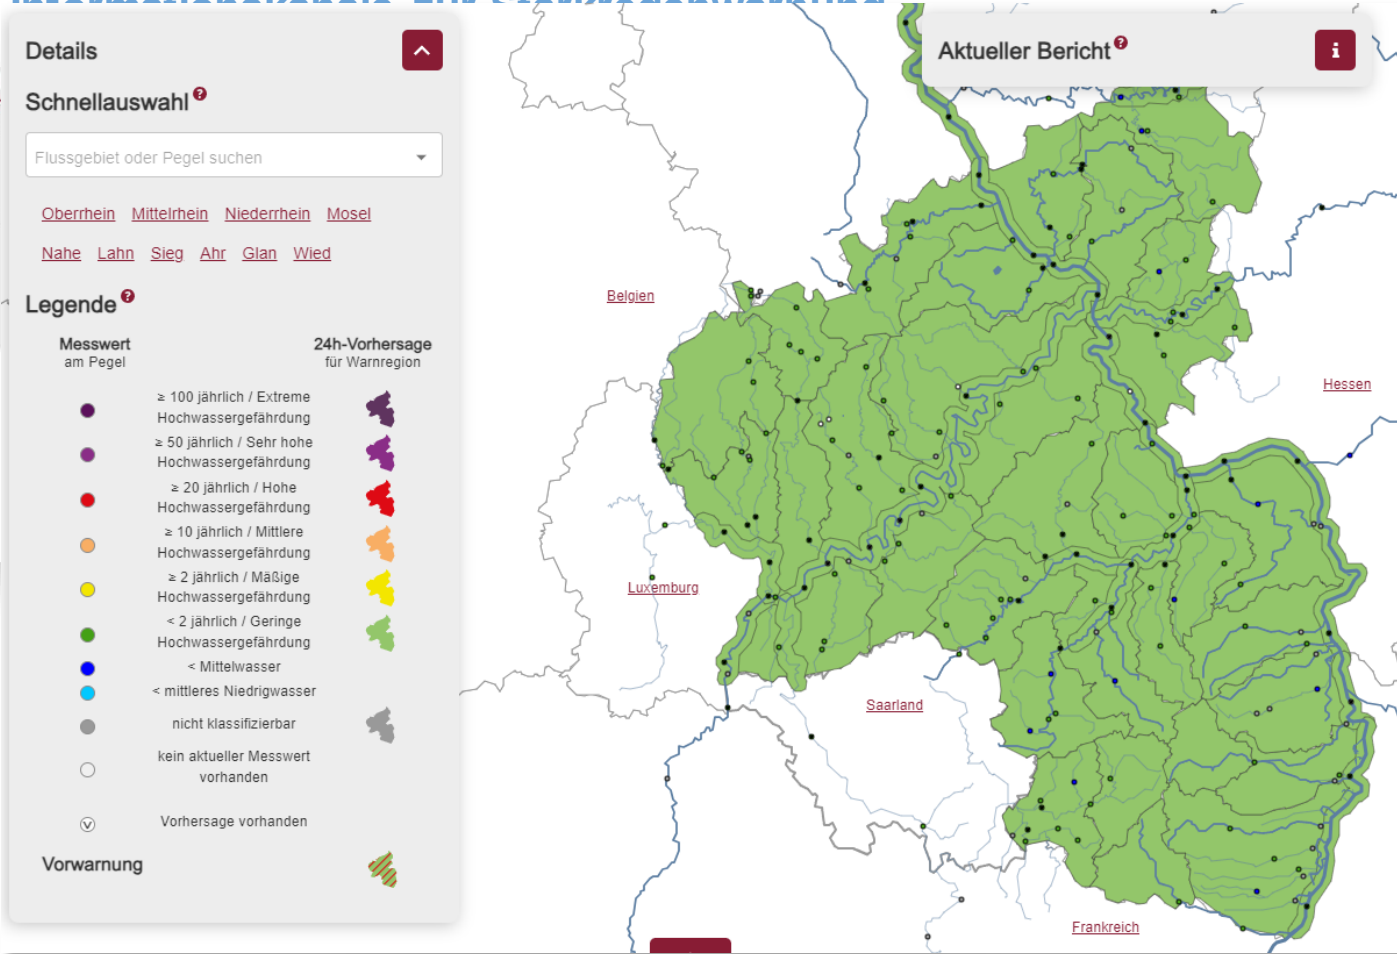 Informationspakete zur Starkregenvorsorge
Details
Aktueller Bericht ?
i
Schnellauswahl ?
Flussgebiet oder Pegel suchen
Oberrhein Mittelrhein Niederrhein Mosel
Nahe Lahn Sieg Ahr Glan Wied
Legende ?
Messwert
am Pegel
24h-Vorhersage
für Warnregion
≥ 100 jährlich / Extreme
Hochwassergefährdung
≥ 50 jährlich / Sehr hohe
Hochwassergefährdung
≥ 20 jährlich / Hohe
Hochwassergefährdung
≥ 10 jährlich / Mittlere
Hochwassergefährdung
≥ 2 jährlich / Mäßige
Hochwassergefährdung
< 2 jährlich / Geringe
Hochwassergefährdung
< Mittelwasser
< mittleres Niedrigwasser
nicht klassifizierbar
kein aktueller Messwert
vorhanden
V
Vorhersage vorhanden
Vorwarnung
Belgien
Hessen
Luxemburg
Saarland
Frankreich